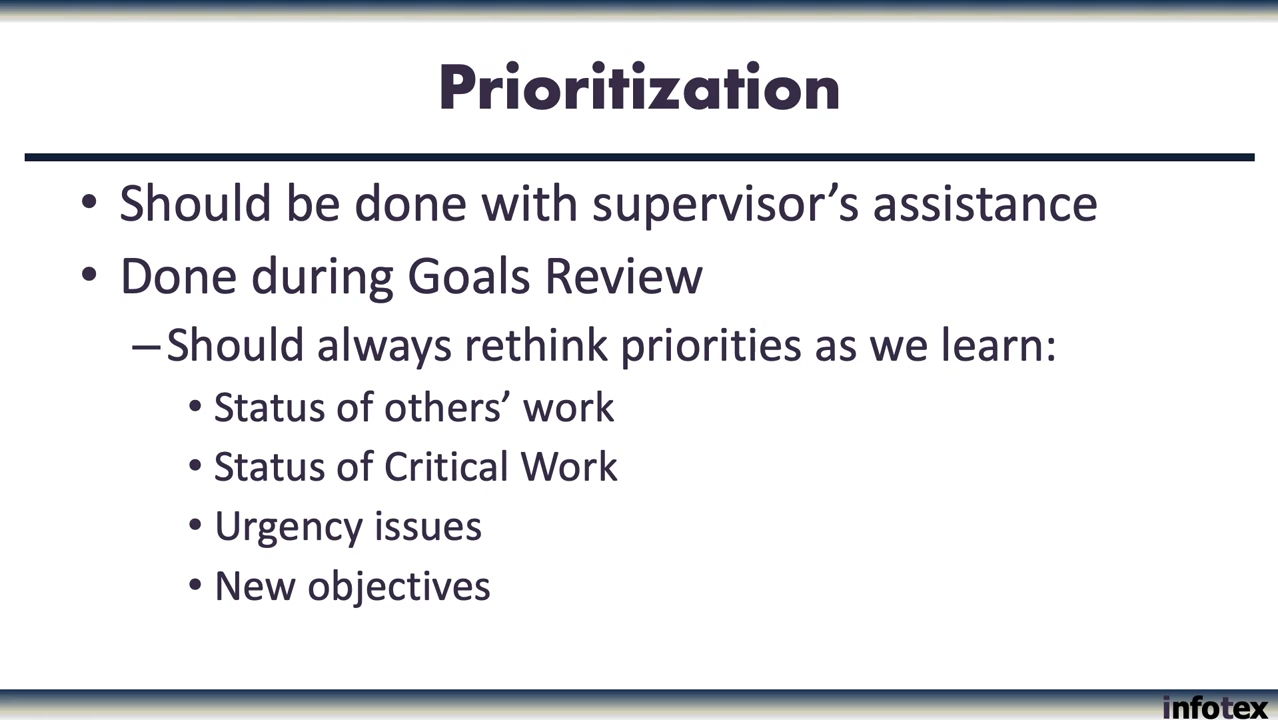 Prioritization
• Should be done with supervisor’s assistance
• Done during Goals Review
– Should always rethink priorities as we learn:
• Status of others’ work
• Status of Critical Work
• Urgency issues
• New objectives
infotex